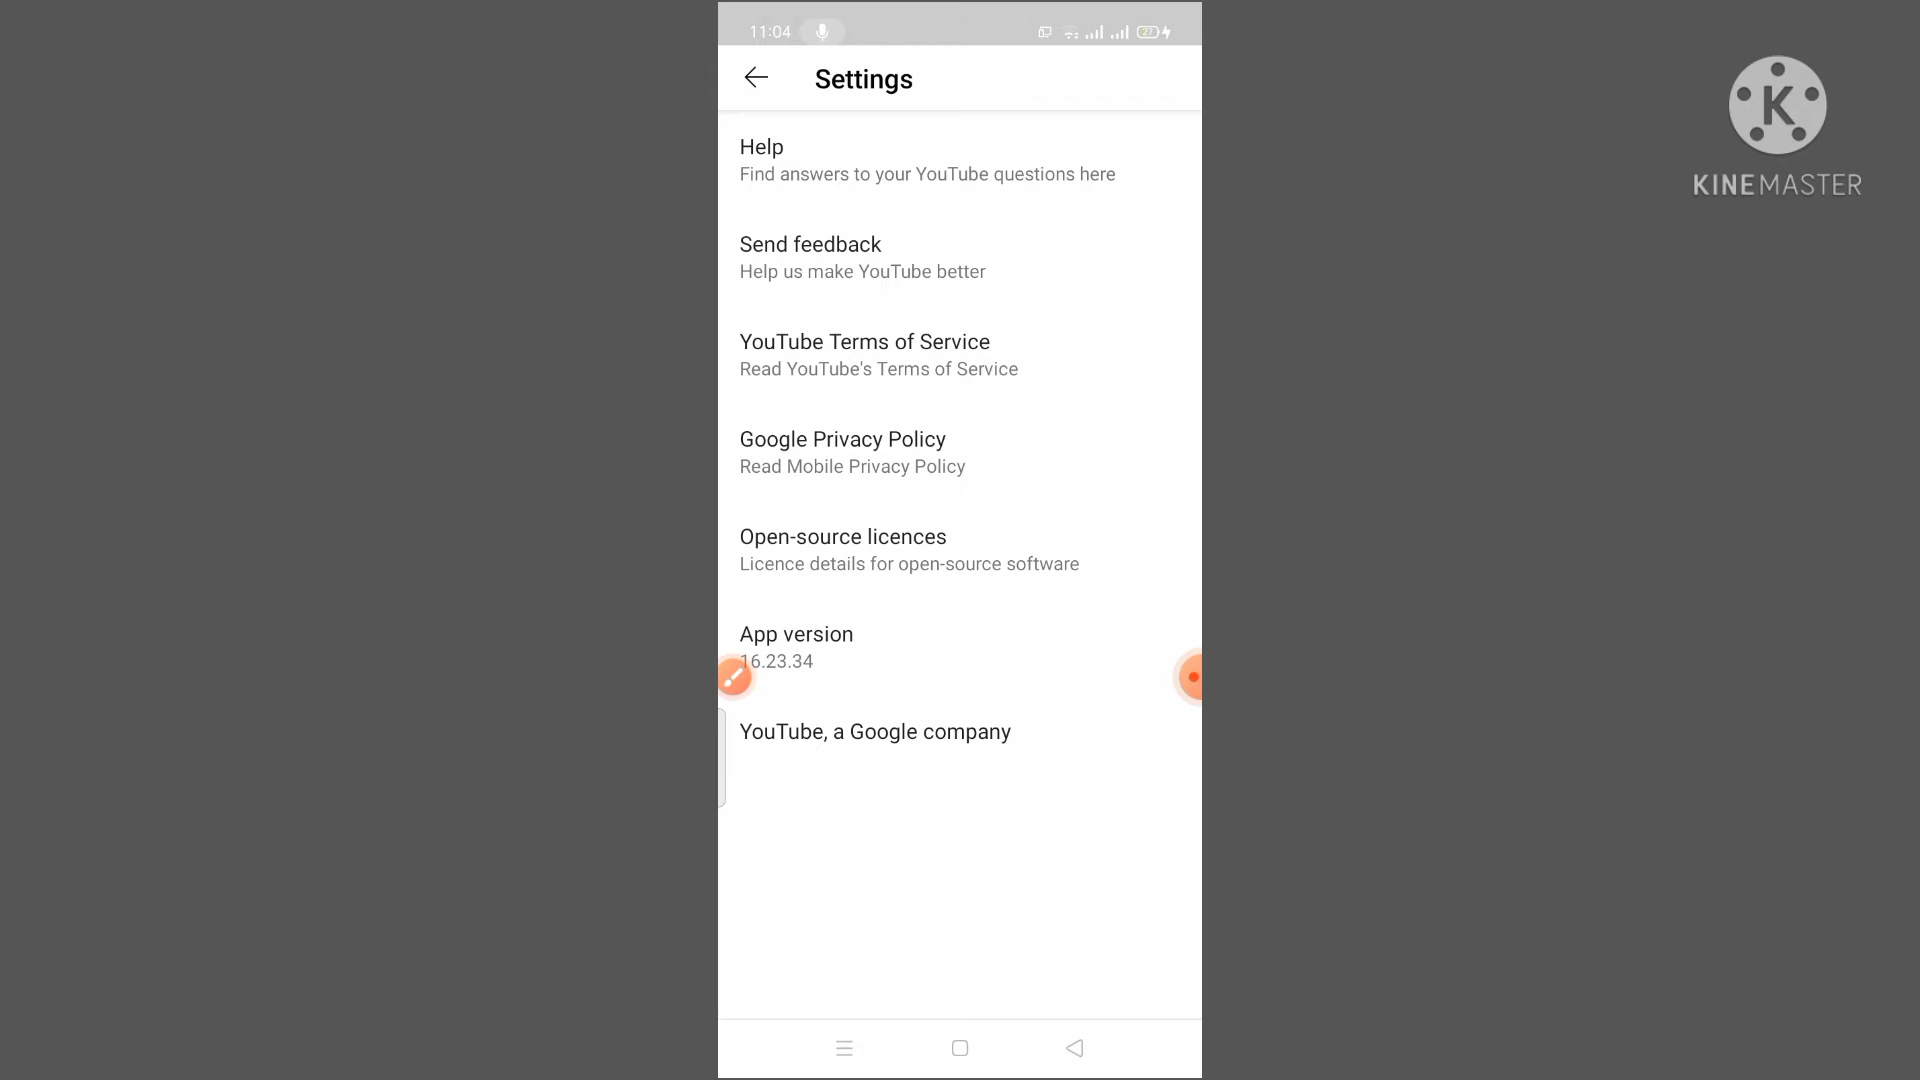 11:04
27
Settings
K
KINEMASTER
Help
Find answers to your YouTube questions here
Send feedback
Help us make YouTube better
YouTube Terms of Service
Read YouTube's Terms of Service
Google Privacy Policy
Read Mobile Privacy Policy
Open-source licences
Licence details for open-source software
App version
16.23.34
YouTube, a Google company